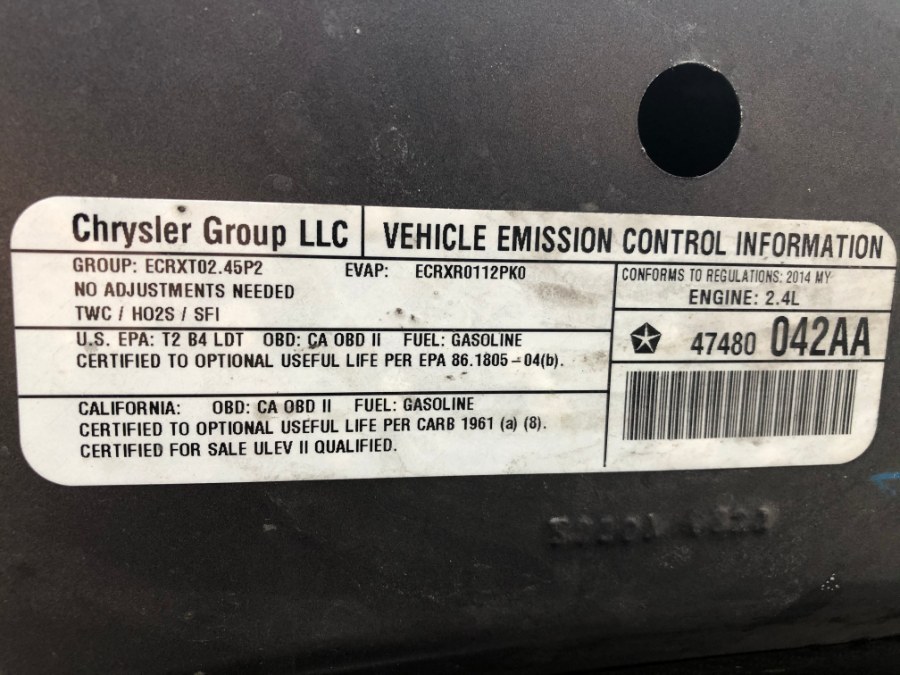 Chrysler Group LLC
VEHICLE EMISSION CONTROL INFORMATION
GROUP: ECRXT02.45P2 EVAP: ECRXR0112PK0
NO ADJUSTMENTS NEEDED
TWC / HO2S / SFI
U.S. EPA: T2 B4 LDT OBD: CA OBD II FUEL: GASOLINE
CERTIFIED TO OPTIONAL USEFUL LIFE PER EPA 86.1805-04(b).
CALIFORNIA: OBD: CA OBD II FUEL: GASOLINE
CERTIFIED TO OPTIONAL USEFUL LIFE PER CARB 1961 (a) (8).
CERTIFIED FOR SALE ULEV II QUALIFIED.
CONFORMS TO REGULATIONS: 2014 MY
ENGINE: 2.4L
47480 042AA